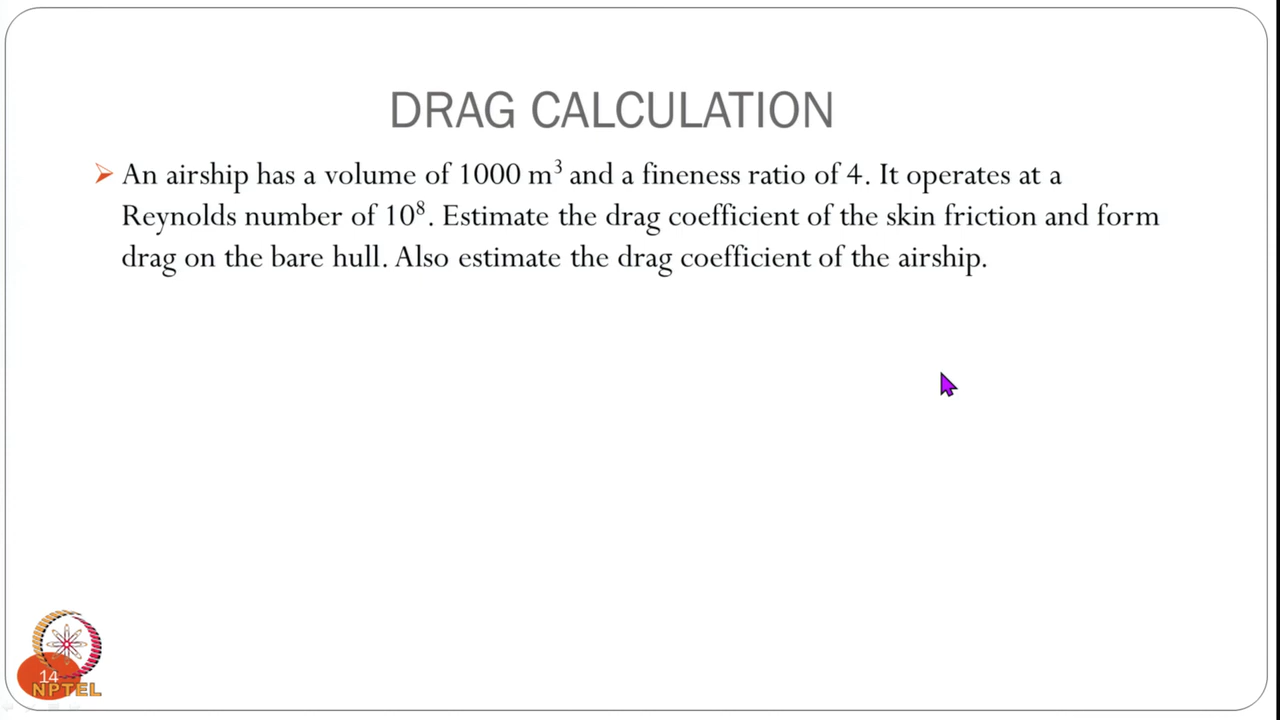 DRAG CALCULATION
➢ An airship has a volume of 1000 m³ and a fineness ratio of 4. It operates at a
Reynolds number of 10⁸. Estimate the drag coefficient of the skin friction and form
drag on the bare hull. Also estimate the drag coefficient of the airship.
14
NPTEL